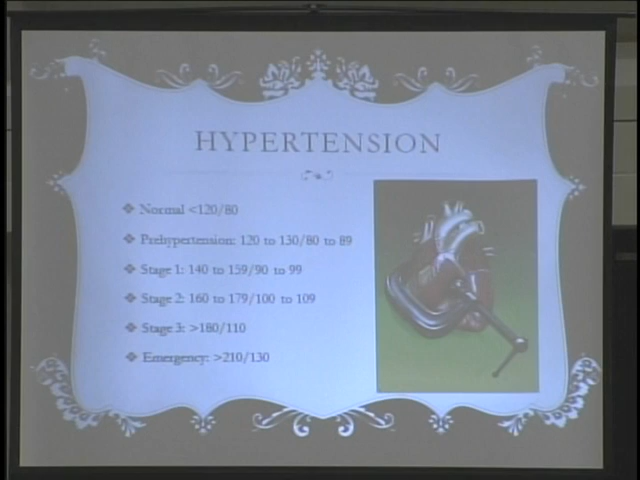 HYPERTENSION
Normal <120/80
Prehypertension: 120 to 130/80 to 89
Stage 1: 140 to 159/90 to 99
Stage 2: 160 to 179/100 to 109
Stage 3: >180/110
Emergency: >210/130